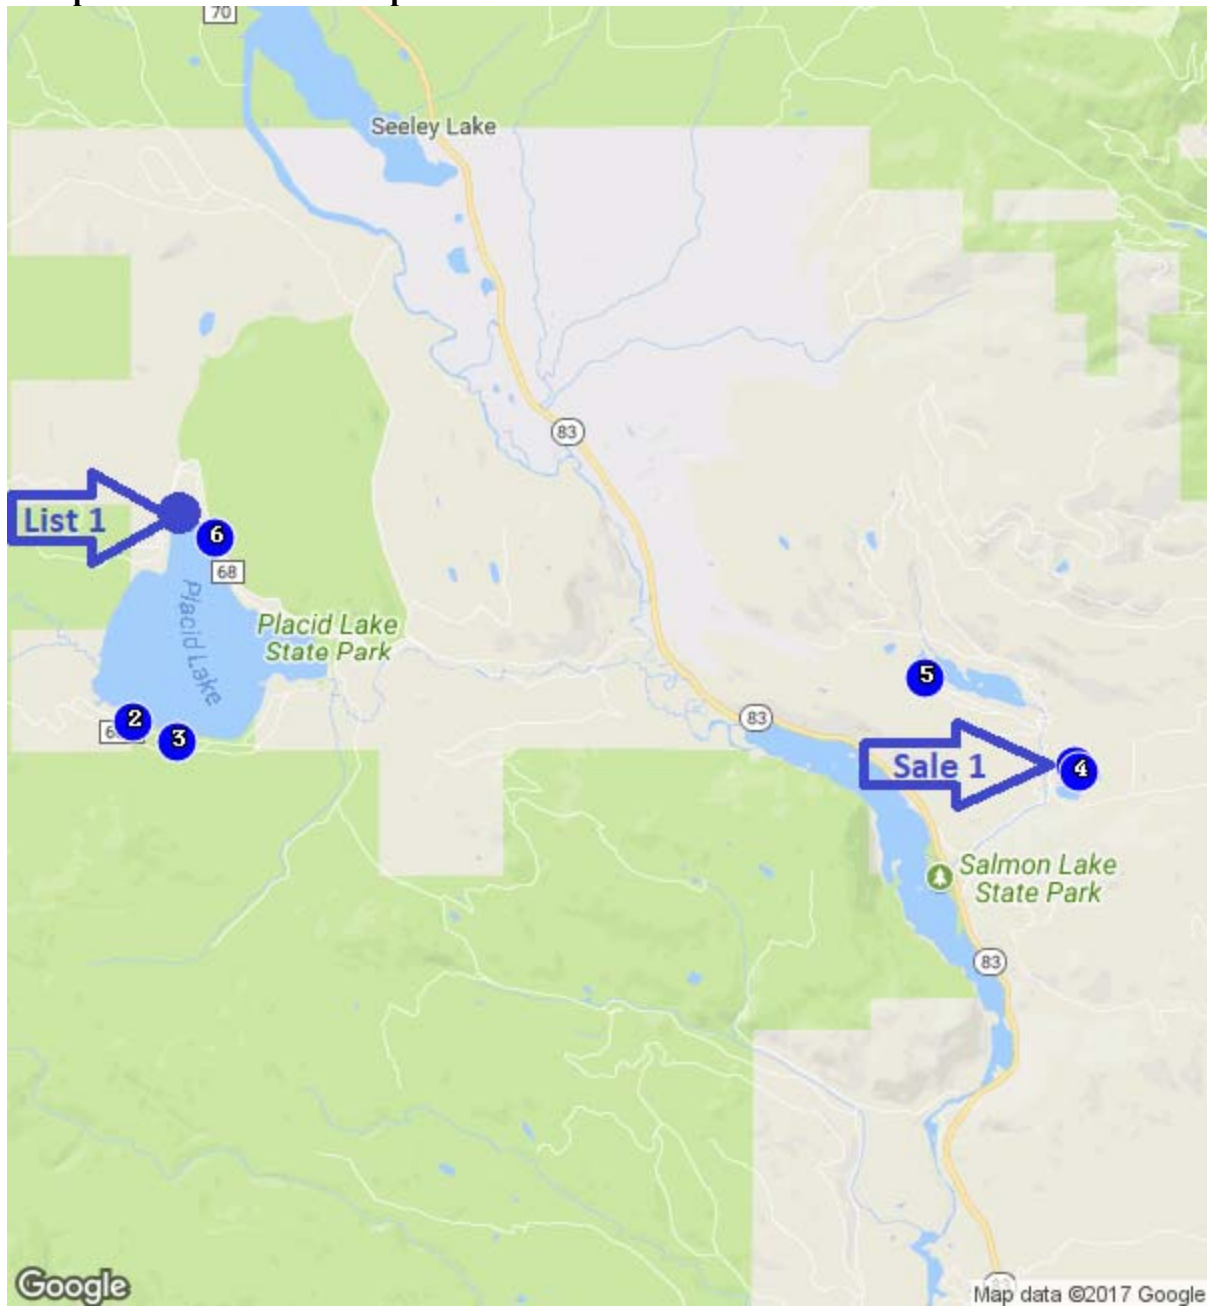 70
Seeley Lake
83
List 1
6
68
Placid Lake
Placid Lake
State Park
5
2
3
83
Sale 1
4
Salmon Lake
State Park
83
Google
Map data ©2017 Google